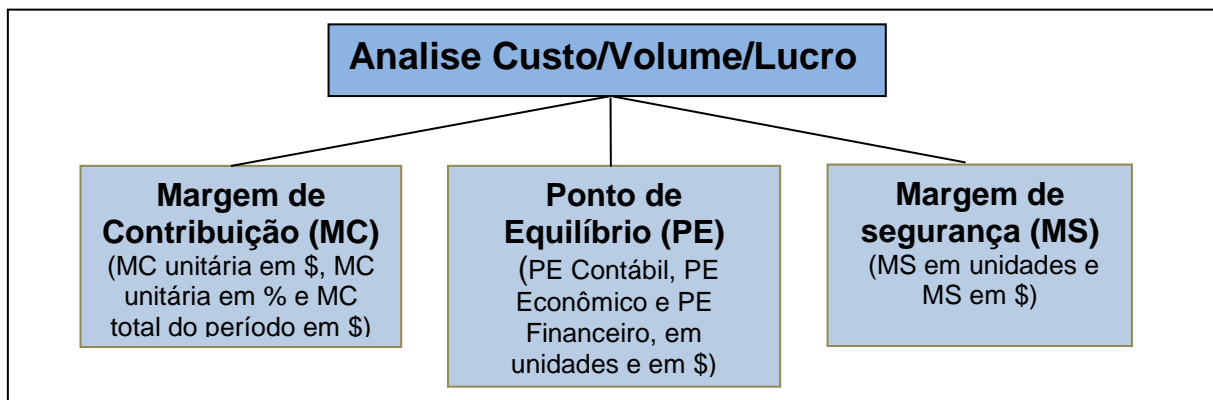 Analise Custo/Volume/Lucro
Margem de
Contribuição (MC)
(MC unitária em $, MC
unitária em % e MC
total do período em $)
Ponto de
Equilíbrio (PE)
(PE Contábil, PE
Econômico e PE
Financeiro, em
unidades e em $)
Margem de
segurança (MS)
(MS em unidades e
MS em $)